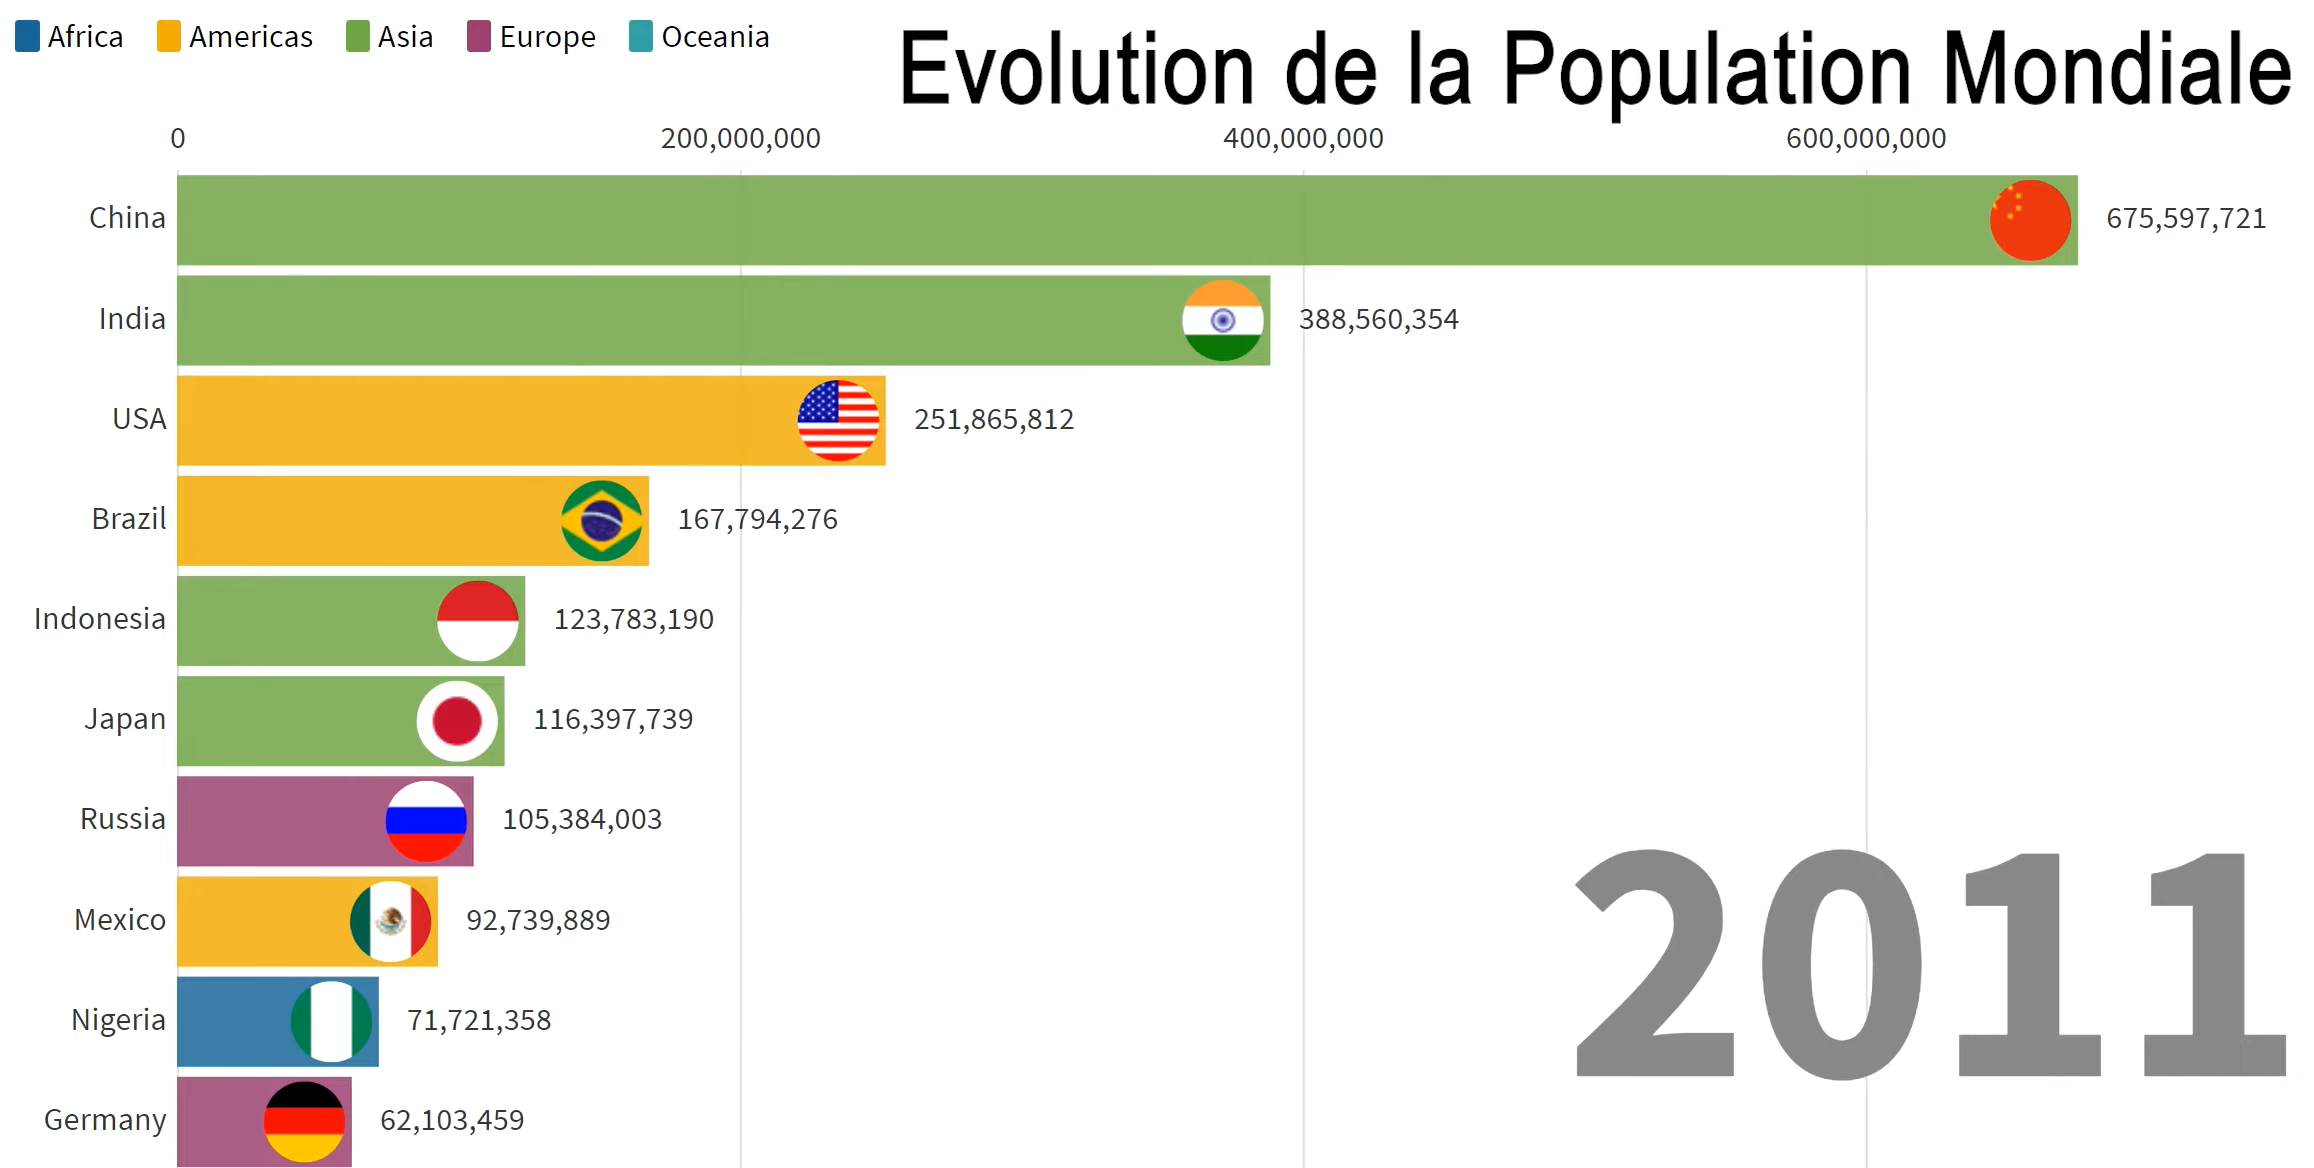 Africa Americas Asia Europe Oceania
Evolution de la Population Mondiale
0 200,000,000 400,000,000 600,000,000
China 675,597,721
India 388,560,354
USA 251,865,812
Brazil 167,794,276
Indonesia 123,783,190
Japan 116,397,739
Russia 105,384,003
Mexico 92,739,889
Nigeria 71,721,358
Germany 62,103,459
2011